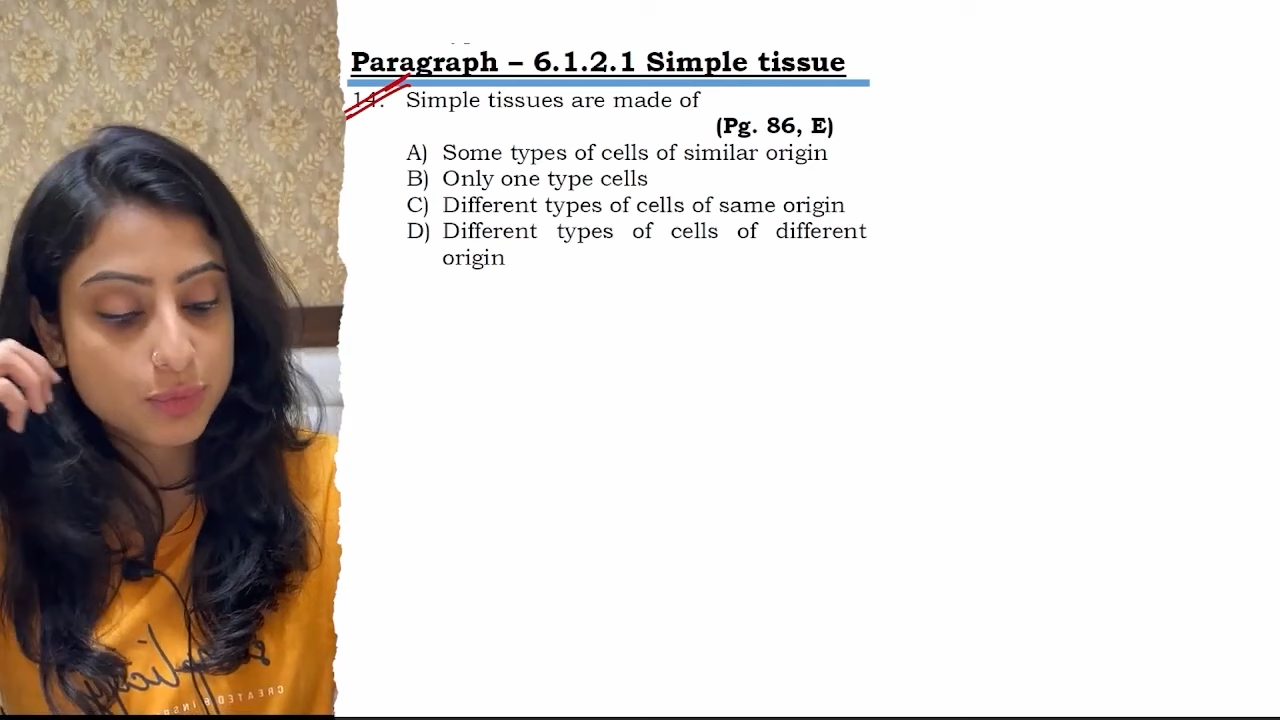 Paragraph – 6.1.2.1 Simple tissue
14. Simple tissues are made of
(Pg. 86, E)
A) Some types of cells of similar origin
B) Only one type cells
C) Different types of cells of same origin
D) Different types of cells of different
origin
CREATED & INSP